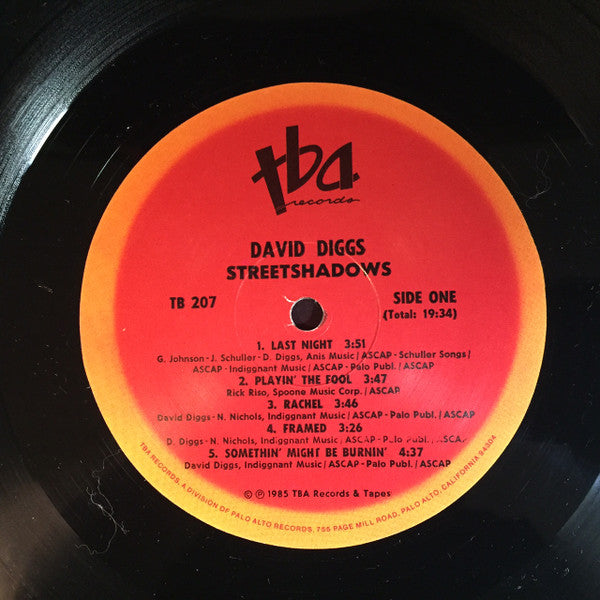 tba
records
DAVID DIGGS
STREETSHADOWS
TB 207
SIDE ONE
(Total: 19:34)
1. LAST NIGHT 3:51
G. Johnson - J. Schuller - D. Diggs, Anis Music / ASCAP - Schuller Songs /
ASCAP - Indiggnant Music / ASCAP - Palo Publ. / ASCAP
2. PLAYIN' THE FOOL 3:47
Rick Riso, Spoone Music Corp. / ASCAP
3. RACHEL 3:46
David Diggs - N. Nichols, Indiggnant Music / ASCAP - Palo Publ. / ASCAP
4. FRAMED 3:26
D. Diggs - N. Nichols, Indiggnant Music / ASCAP - Palo Publ. / ASCAP
5. SOMETHIN' MIGHT BE BURNIN' 4:37
David Diggs, Indiggnant Music / ASCAP - Palo Publ. / ASCAP
© ℗ 1985 TBA Records & Tapes
TBA RECORDS, A DIVISION OF PALO ALTO RECORDS, 755 PAGE MILL ROAD, PALO ALTO, CALIFORNIA 94304